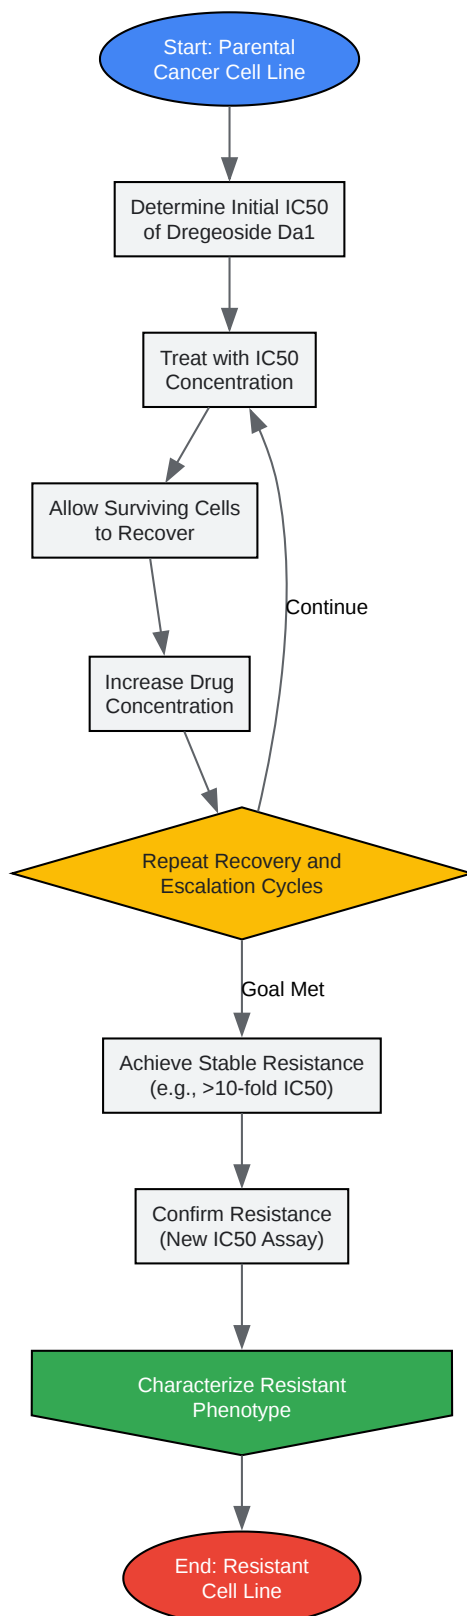 Start: Parental
Cancer Cell Line
Determine Initial IC50
of Dregeoside Da1
Treat with IC50
Concentration
Allow Surviving Cells
to Recover
Continue
Increase Drug
Concentration
Repeat Recovery and
Escalation Cycles
Goal Met
Achieve Stable Resistance
(e.g., >10-fold IC50)
Confirm Resistance
(New IC50 Assay)
Characterize Resistant
Phenotype
End: Resistant
Cell Line